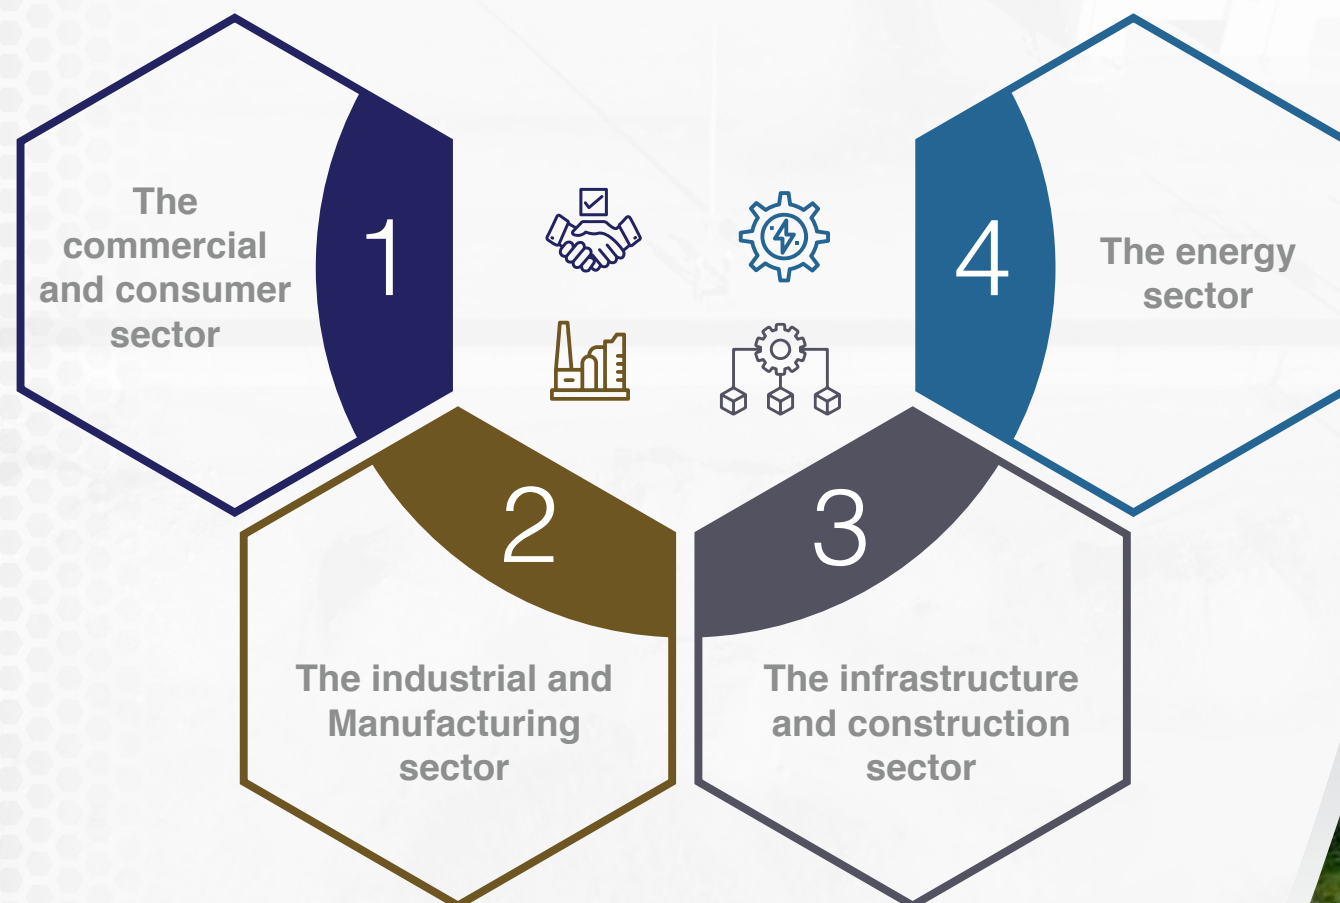 1
The
commercial
and consumer
sector
2
The industrial and
Manufacturing
sector
3
The infrastructure
and construction
sector
4
The energy
sector